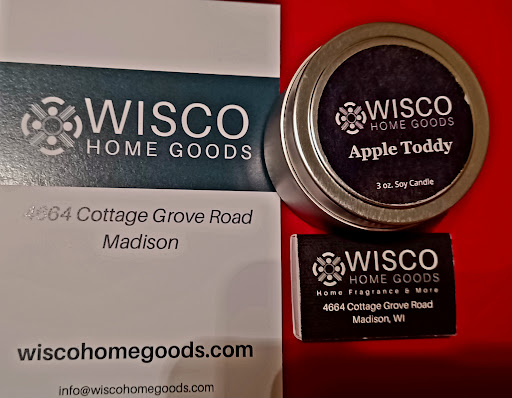 WISCO
HOME GOODS
4664 Cottage Grove Road
Madison
wiscohomegoods.com
info@wiscohomegoods.com
WISCO
HOME GOODS
Apple Toddy
3 oz. Soy Candle
WISCO
HOME GOODS
Home Fragrance & More
4664 Cottage Grove Road
Madison, WI